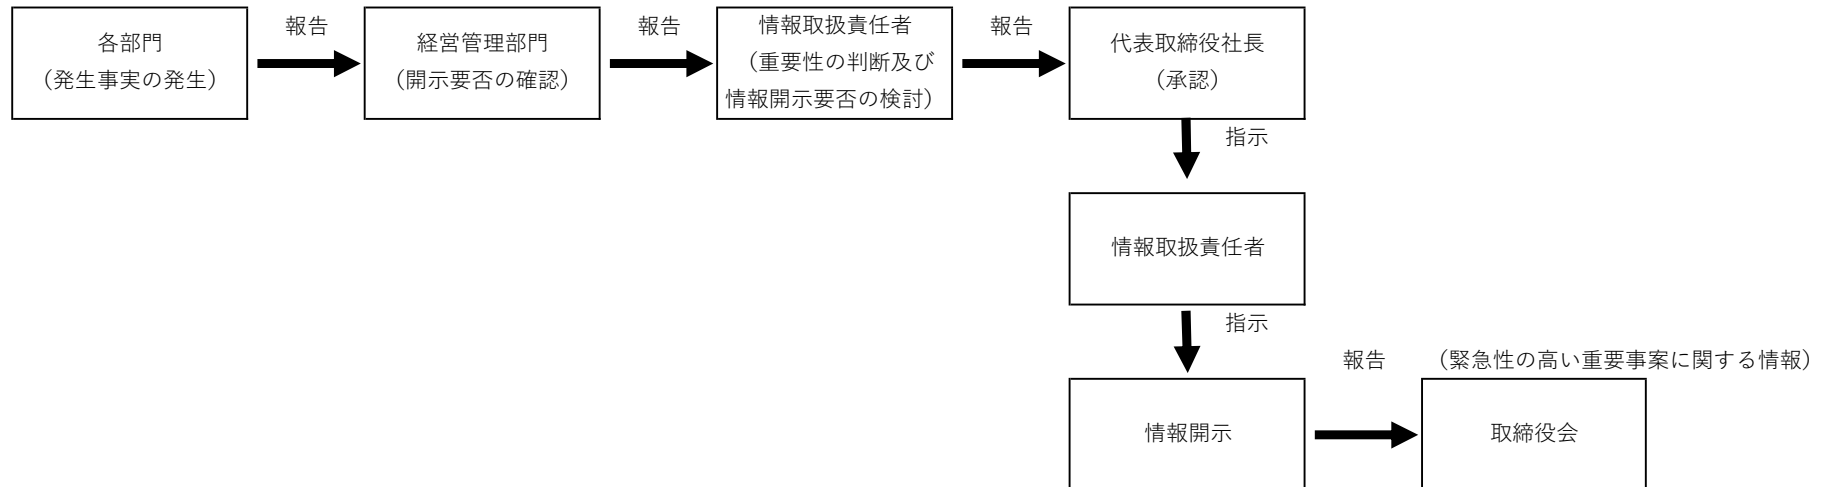 各部門
（発生事実の発生）
報告
経営管理部門
（開示要否の確認）
報告
情報取扱責任者
（重要性の判断及び
情報開示要否の検討）
報告
代表取締役社長
（承認）
指示
情報取扱責任者
指示
情報開示
報告
（緊急性の高い重要事案に関する情報）
取締役会